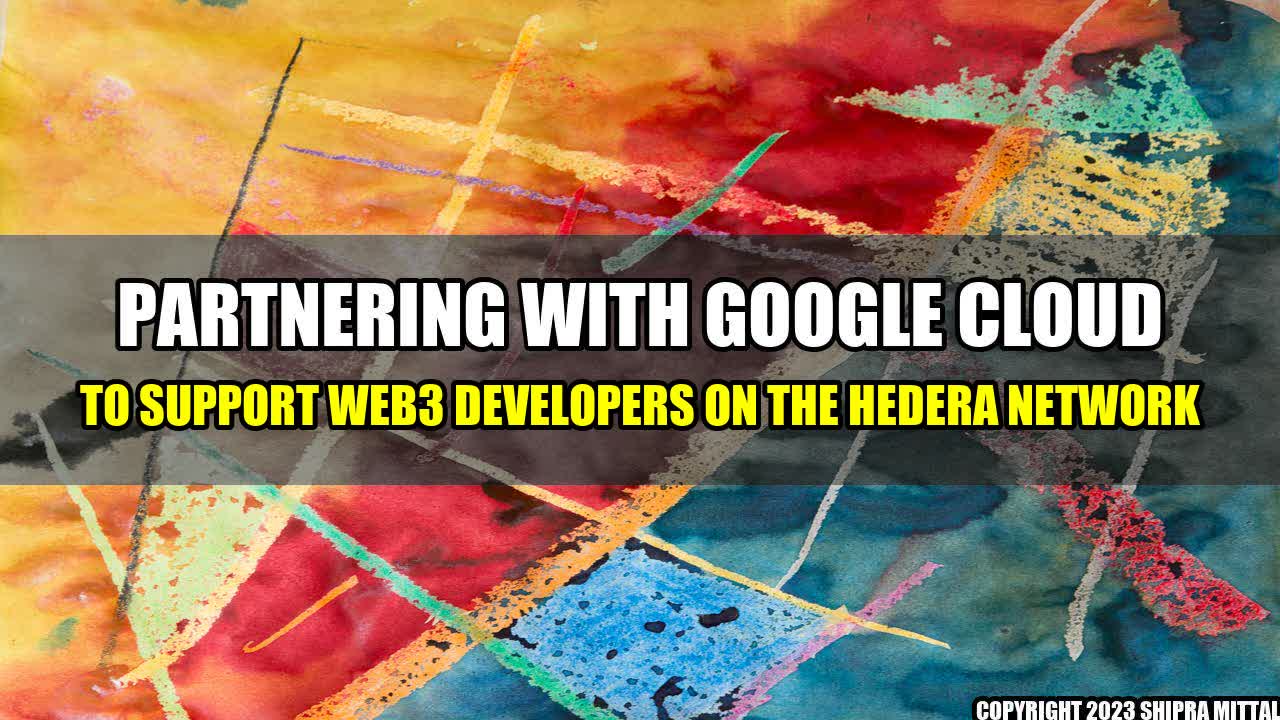 PARTNERING WITH GOOGLE CLOUD
TO SUPPORT WEB3 DEVELOPERS ON THE HEDERA NETWORK
COPYRIGHT 2023 SHIPRA MITTAL